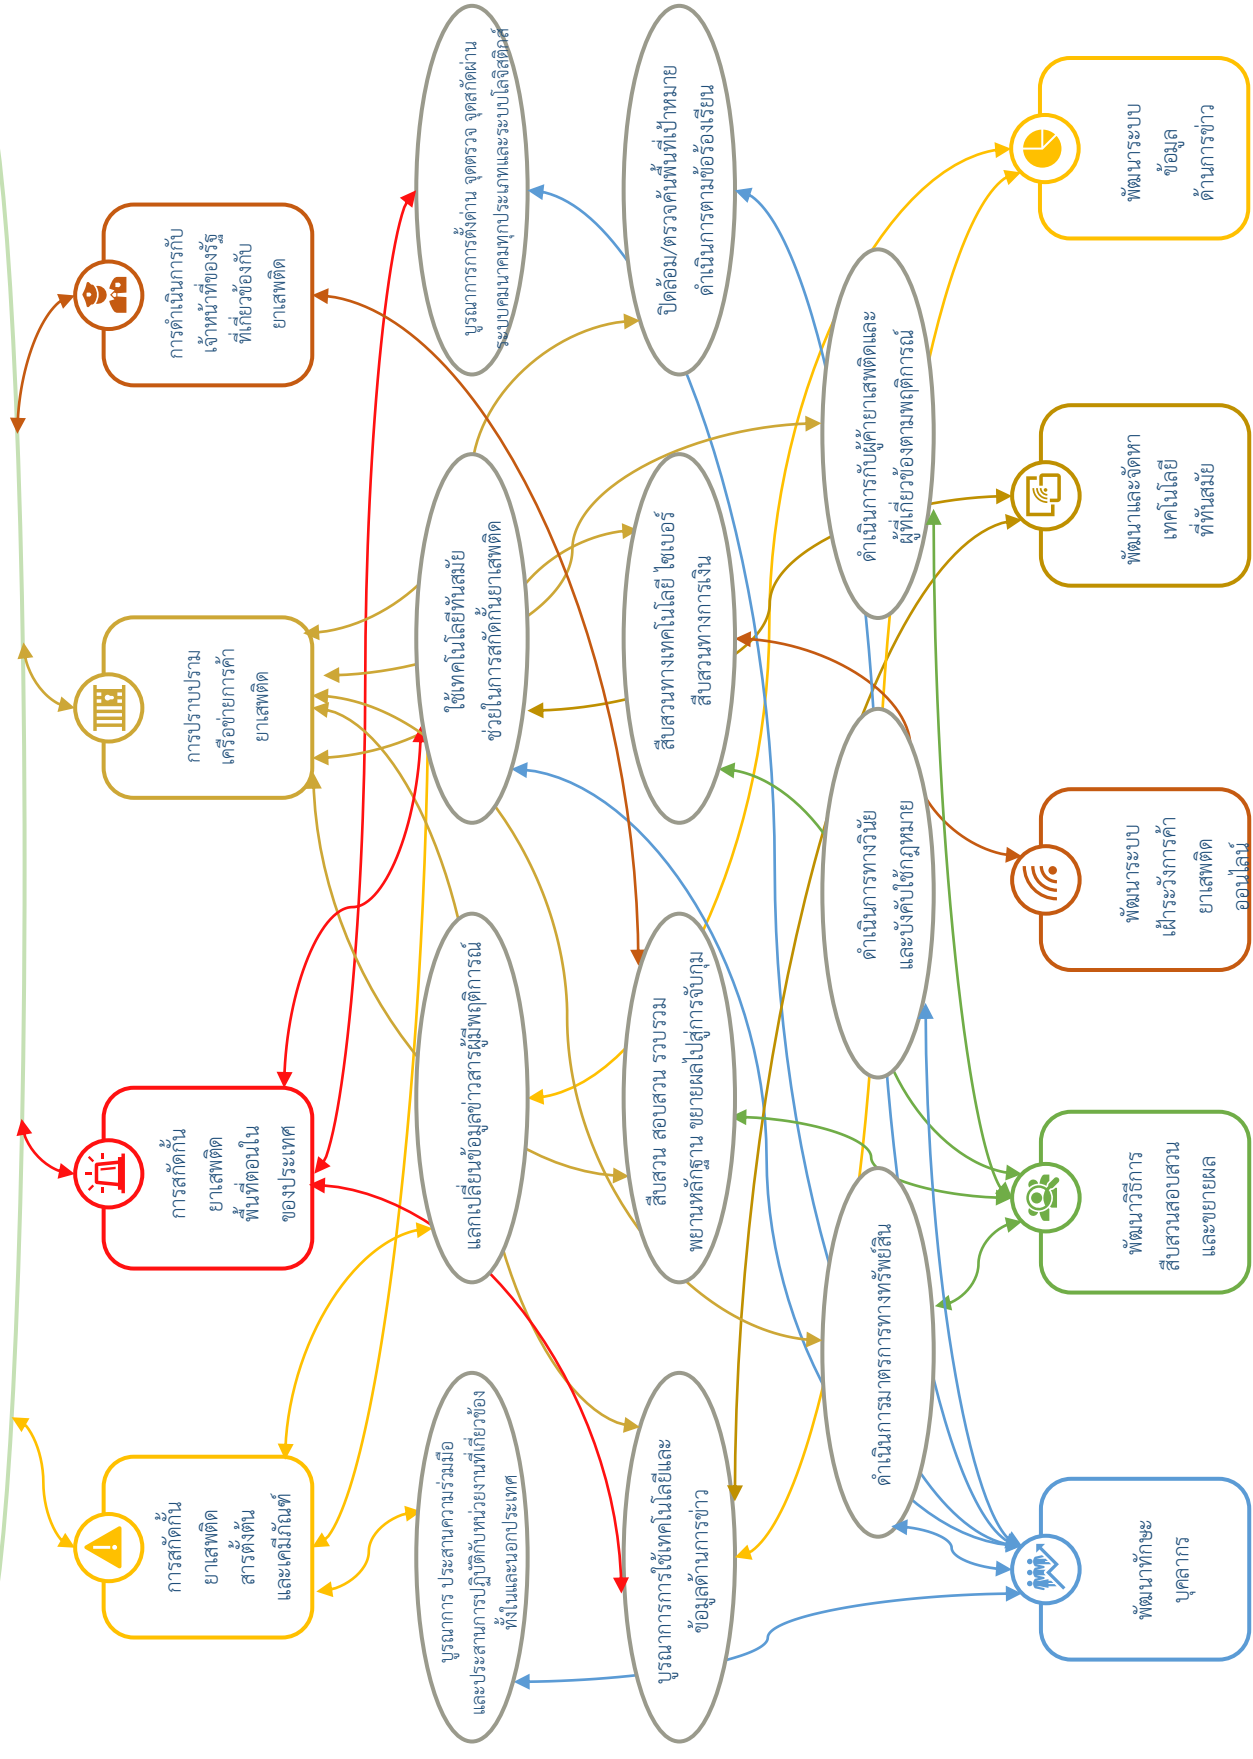 การสกัดกั้น
ยาเสพติด
สารตั้งต้น
และเคมีภัณฑ์
การสกัดกั้น
ยาเสพติด
พื้นที่ตอนใน
ของประเทศ
การปราบปราม
เครือข่ายการค้า
ยาเสพติด
การดำเนินการกับ
เจ้าหน้าที่ของรัฐ
ที่เกี่ยวข้องกับ
ยาเสพติด
บูรณาการ ประสานความร่วมมือ
และประสานการปฏิบัติกับหน่วยงานที่เกี่ยวข้อง
ทั้งในและนอกประเทศ
แลกเปลี่ยนข้อมูลข่าวสารผู้มีพฤติการณ์
ใช้เทคโนโลยีทันสมัย
ช่วยในการสกัดกั้นยาเสพติด
บูรณาการการตั้งด่าน จุดตรวจ จุดสกัดผ่าน
ระบบคมนาคมทุกประเภทและระบบโลจิสติกส์
บูรณาการการใช้เทคโนโลยีและ
ข้อมูลด้านการข่าว
สืบสวน สอบสวน รวบรวม
พยานหลักฐาน ขยายผลไปสู่การจับกุม
สืบสวนทางเทคโนโลยี ไซเบอร์
สืบสวนทางการเงิน
ปิดล้อม/ตรวจค้นพื้นที่เป้าหมาย
ดำเนินการตามข้อร้องเรียน
ดำเนินการมาตรการทางทรัพย์สิน
ดำเนินการทางวินัย
และบังคับใช้กฎหมาย
ดำเนินการกับผู้ค้ายาเสพติดและ
ผู้ที่เกี่ยวข้องตามพฤติการณ์
พัฒนาทักษะ
บุคลากร
พัฒนาวิธีการ
สืบสวนสอบสวน
และขยายผล
พัฒนาระบบ
เฝ้าระวังการค้า
ยาเสพติด
ออนไลน์
พัฒนาและจัดหา
เทคโนโลยี
ที่ทันสมัย
พัฒนาระบบ
ข้อมูล
ด้านการข่าว